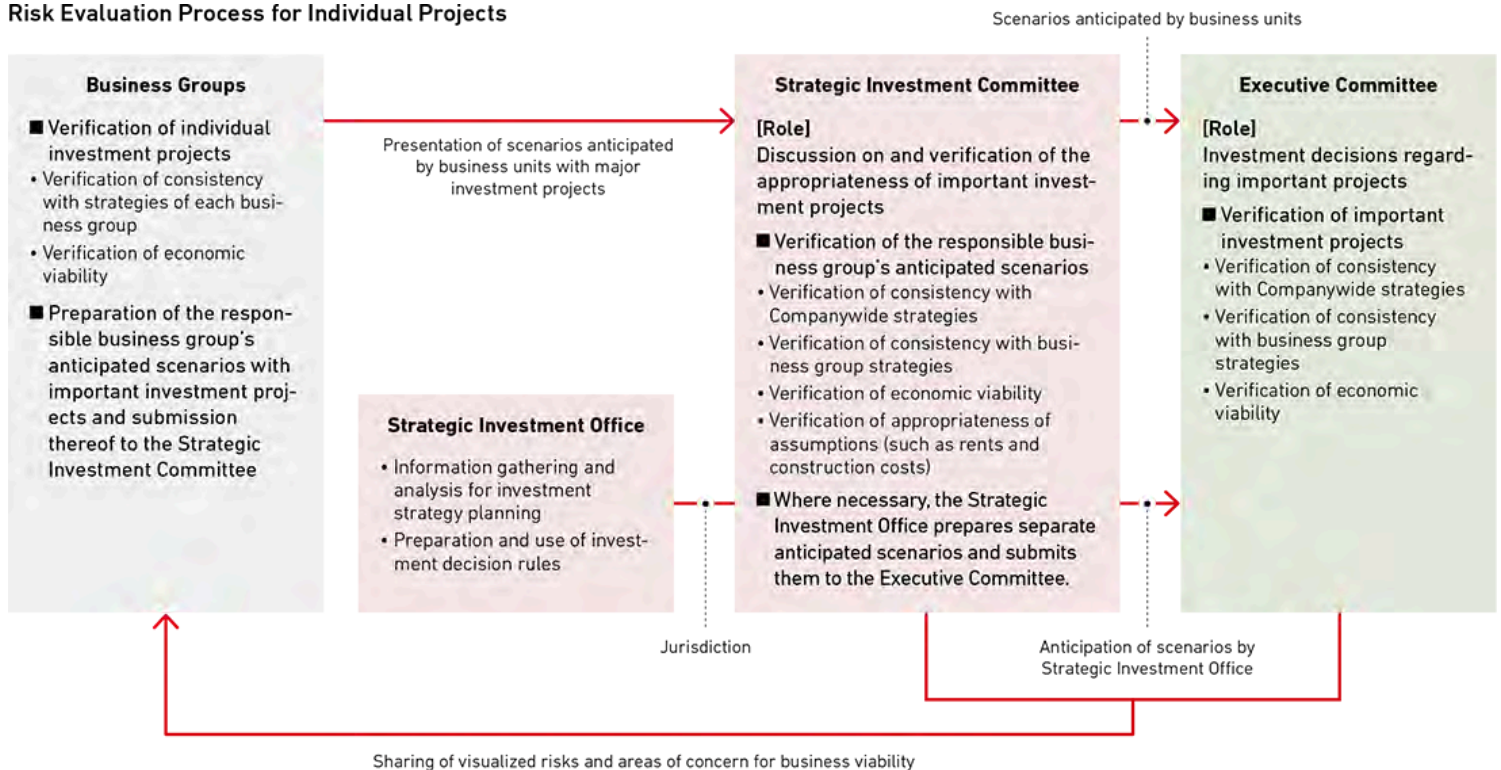 Risk Evaluation Process for Individual Projects
Scenarios anticipated by business units
Business Groups
■ Verification of individual
investment projects
• Verification of consistency
with strategies of each busi-
ness group
• Verification of economic
viability
■ Preparation of the respon-
sible business group's
anticipated scenarios with
important investment proj-
ects and submission
thereof to the Strategic
Investment Committee
Presentation of scenarios anticipated
by business units with major
investment projects
Strategic Investment Office
• Information gathering and
analysis for investment
strategy planning
• Preparation and use of invest-
ment decision rules
Jurisdiction
Strategic Investment Committee
[Role]
Discussion on and verification of the
appropriateness of important invest-
ment projects
■ Verification of the responsible busi-
ness group's anticipated scenarios
• Verification of consistency with
Companywide strategies
• Verification of consistency with busi-
ness group strategies
• Verification of economic viability
• Verification of appropriateness of
assumptions (such as rents and
construction costs)
■ Where necessary, the Strategic
Investment Office prepares separate
anticipated scenarios and submits
them to the Executive Committee.
Executive Committee
[Role]
Investment decisions regard-
ing important projects
■ Verification of important
investment projects
• Verification of consistency
with Companywide strategies
• Verification of consistency
with business group
strategies
• Verification of economic
viability
Anticipation of scenarios by
Strategic Investment Office
Sharing of visualized risks and areas of concern for business viability